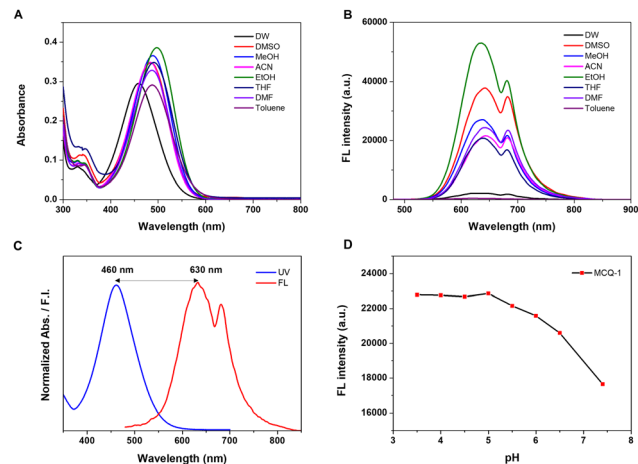 A
DW
DMSO
MeOH
ACN
EtOH
THF
DMF
Toluene
Absorbance
0.4
0.3
0.2
0.1
0.0
300 400 500 600 700 800
Wavelength (nm)
B
DW
DMSO
MeOH
ACN
EtOH
THF
DMF
Toluene
FL intensity (a.u.)
60000
40000
20000
0
500 600 700 800 900
Wavelength (nm)
C
460 nm 630 nm
UV
FL
Normalized Abs. / F.I.
400 500 600 700 800
Wavelength (nm)
D
MCQ-1
FL intensity (a.u.)
24000
22000
20000
18000
16000
3 4 5 6 7 8
pH